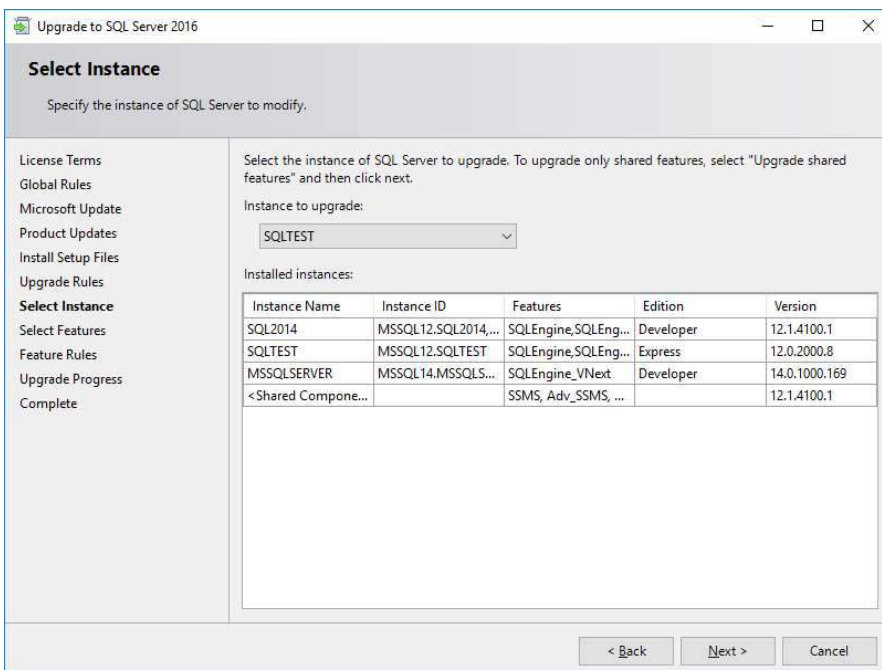 Upgrade to SQL Server 2016
Select Instance
Specify the instance of SQL Server to modify.
License Terms
Global Rules
Microsoft Update
Product Updates
Install Setup Files
Upgrade Rules
Select Instance
Select Features
Feature Rules
Upgrade Progress
Complete
Select the instance of SQL Server to upgrade. To upgrade only shared features, select "Upgrade shared
features" and then click next.
Instance to upgrade:
SQLTEST
Installed instances:
Instance Name Instance ID Features Edition Version
SQL2014 MSSQL12.SQL2014,... SQLEngine,SQLEng... Developer 12.1.4100.1
SQLTEST MSSQL12.SQLTEST SQLEngine,SQLEng... Express 12.0.2000.8
MSSQLSERVER MSSQL14.MSSQLS... SQLEngine_VNext Developer 14.0.1000.169
<Shared Compone... SSMS, Adv_SSMS, ... 12.1.4100.1
< Back Next > Cancel